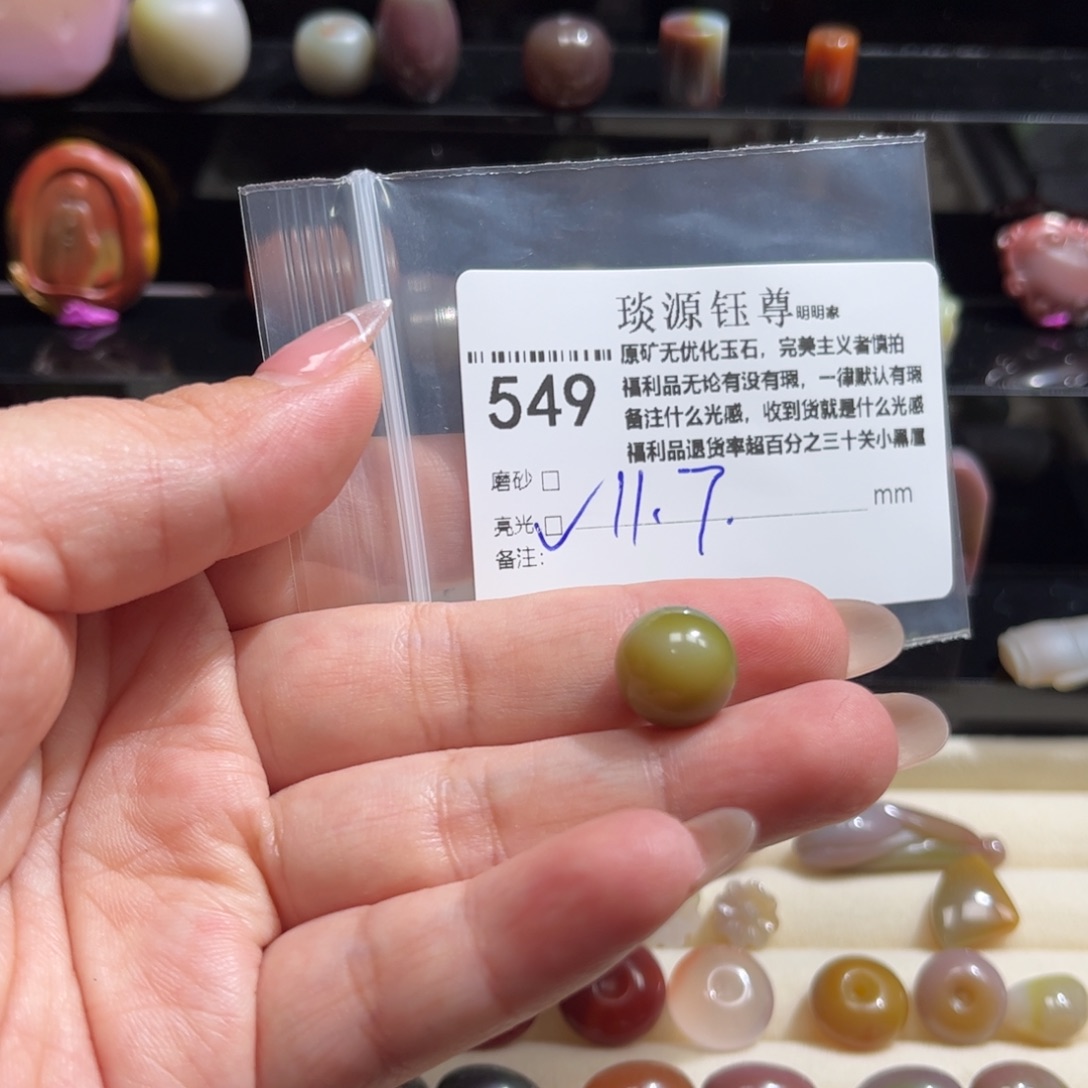 琰源钰尊明明家
原矿无优化玉石，完美主义者慎拍
549
福利品无论有没有瑕，一律默认有瑕
备注什么光感，收到货就是什么光感
福利品退货率超百分之三十关小黑屋
磨砂 □
亮光 □ ✓ 11.7. mm
备注: